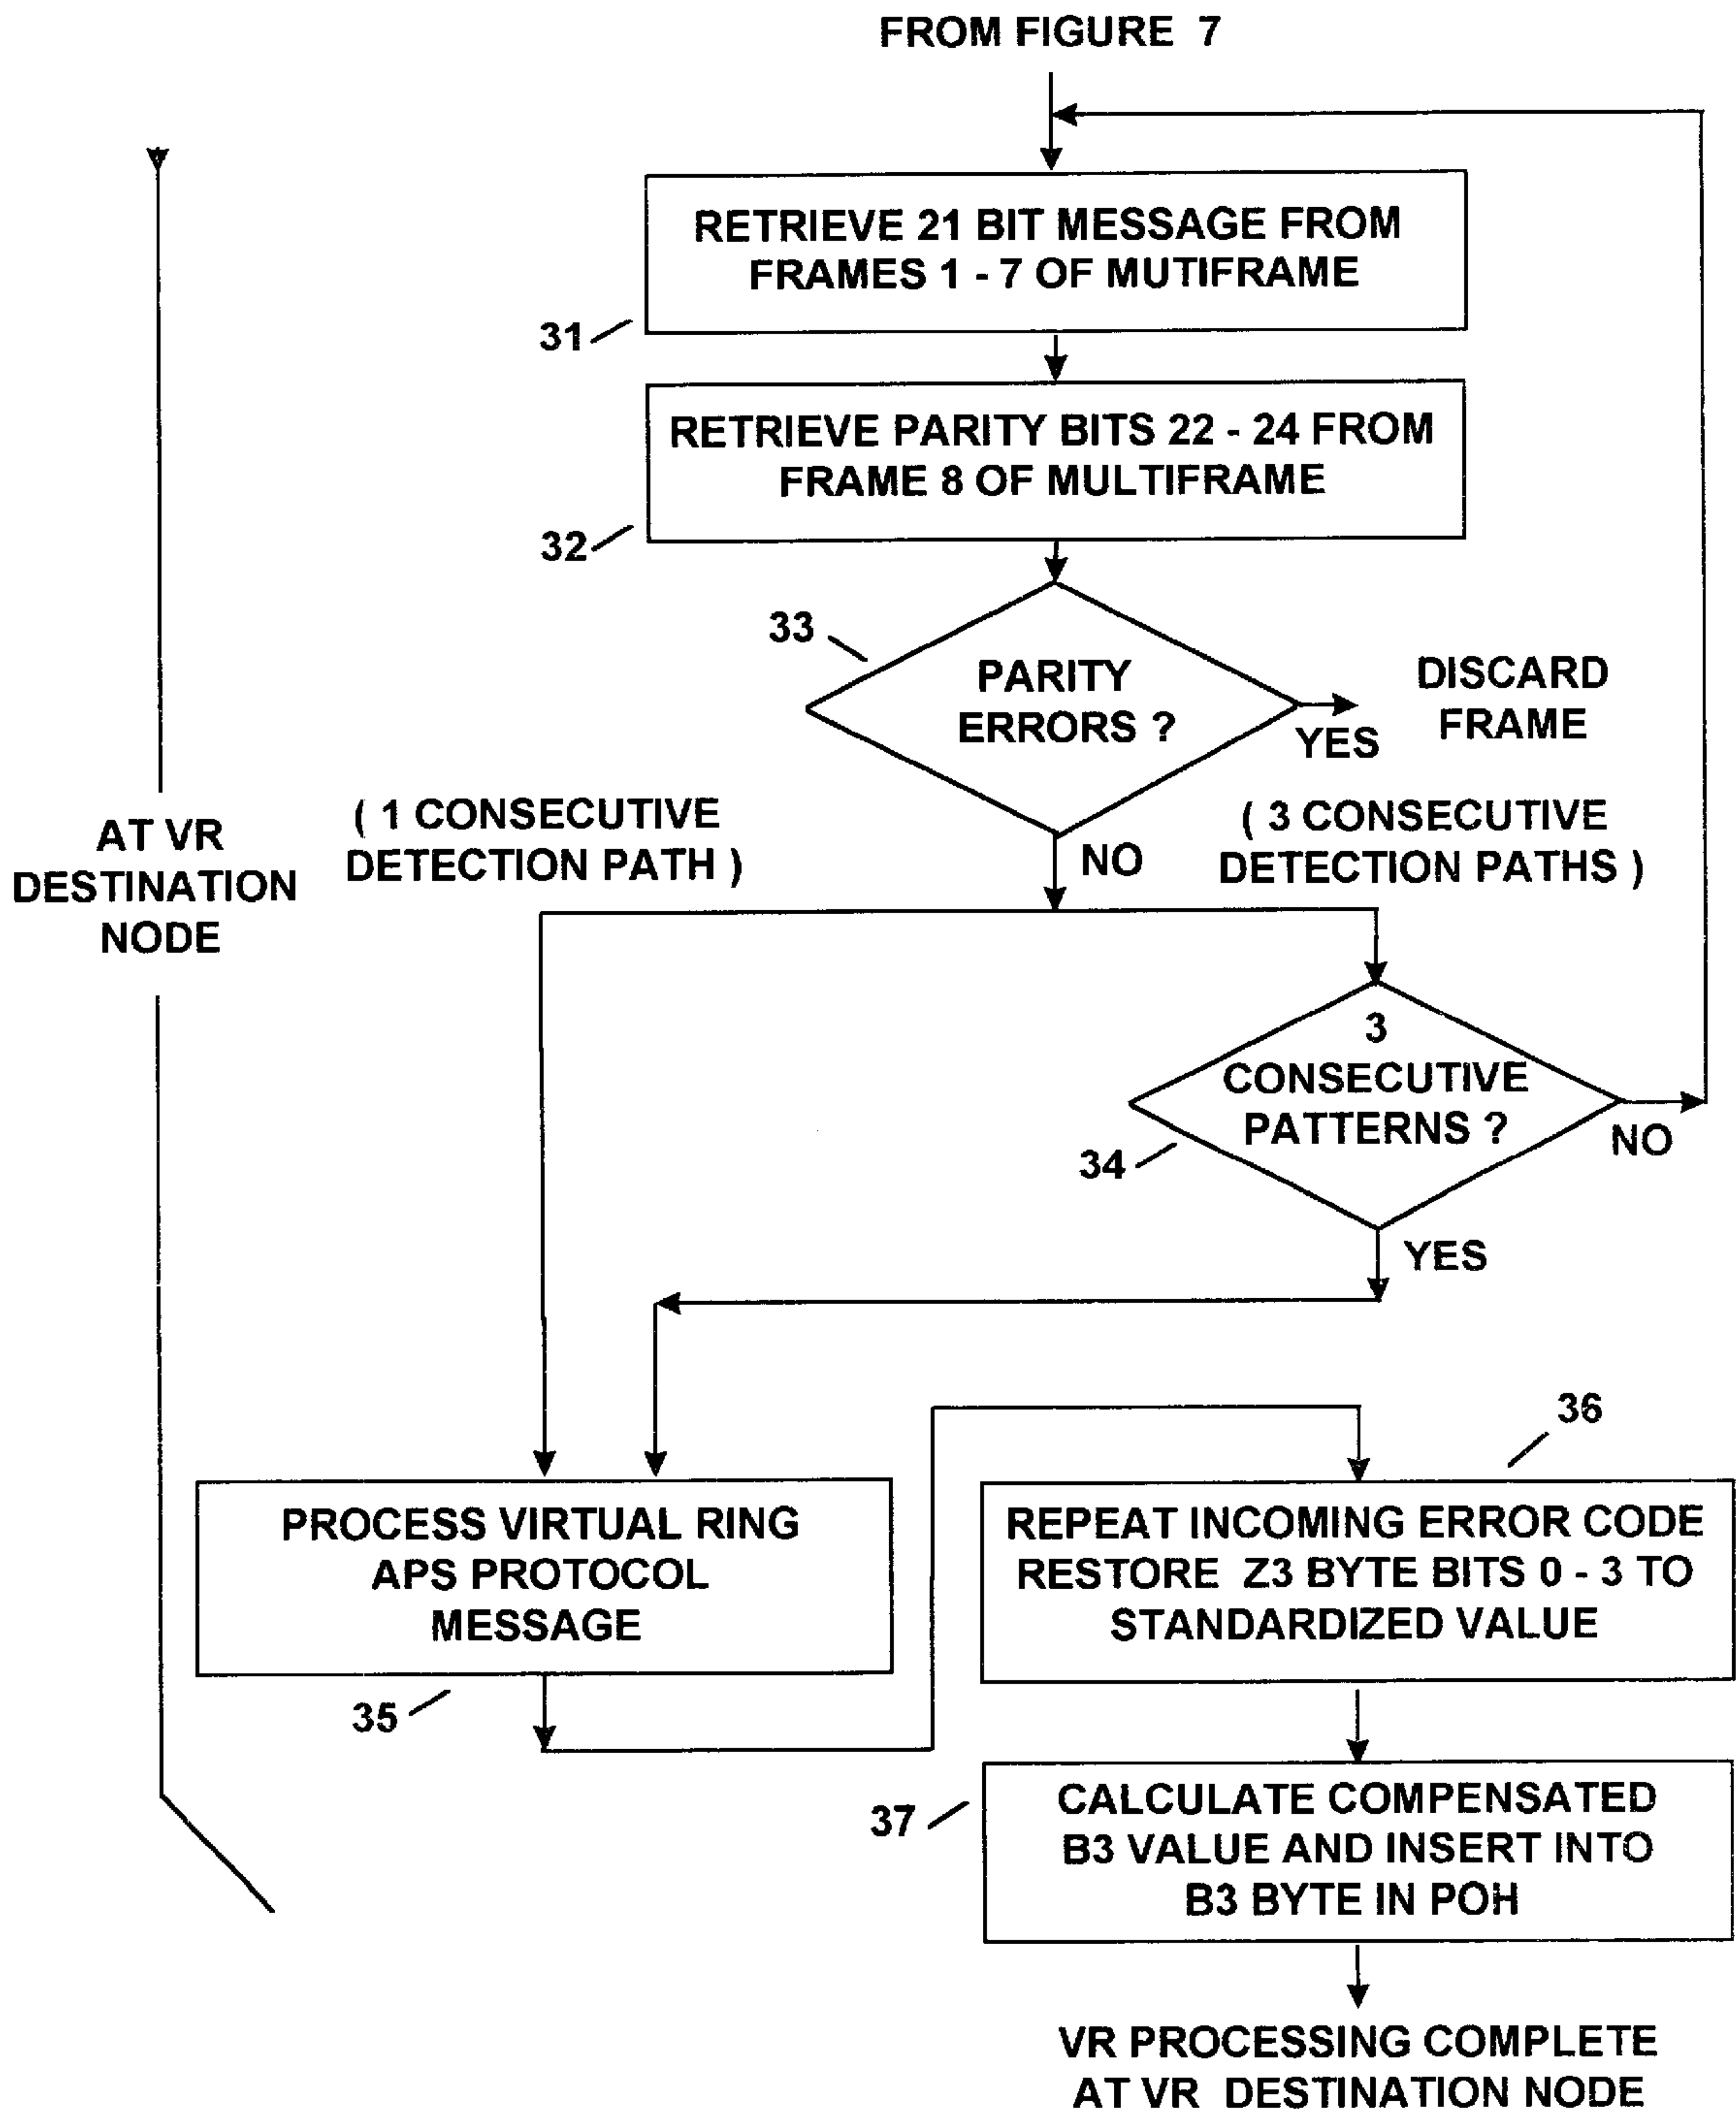 FROM FIGURE 7
RETRIEVE 21 BIT MESSAGE FROM
FRAMES 1 - 7 OF MUTIFRAME
31
RETRIEVE PARITY BITS 22 - 24 FROM
FRAME 8 OF MULTIFRAME
32
33
PARITY
ERRORS ?
YES
DISCARD
FRAME
AT VR
DESTINATION
NODE
( 1 CONSECUTIVE
DETECTION PATH )
NO
( 3 CONSECUTIVE
DETECTION PATHS )
3
CONSECUTIVE
PATTERNS ?
34
NO
YES
PROCESS VIRTUAL RING
APS PROTOCOL
MESSAGE
35
36
REPEAT INCOMING ERROR CODE
RESTORE Z3 BYTE BITS 0 - 3 TO
STANDARDIZED VALUE
37
CALCULATE COMPENSATED
B3 VALUE AND INSERT INTO
B3 BYTE IN POH
VR PROCESSING COMPLETE
AT VR DESTINATION NODE